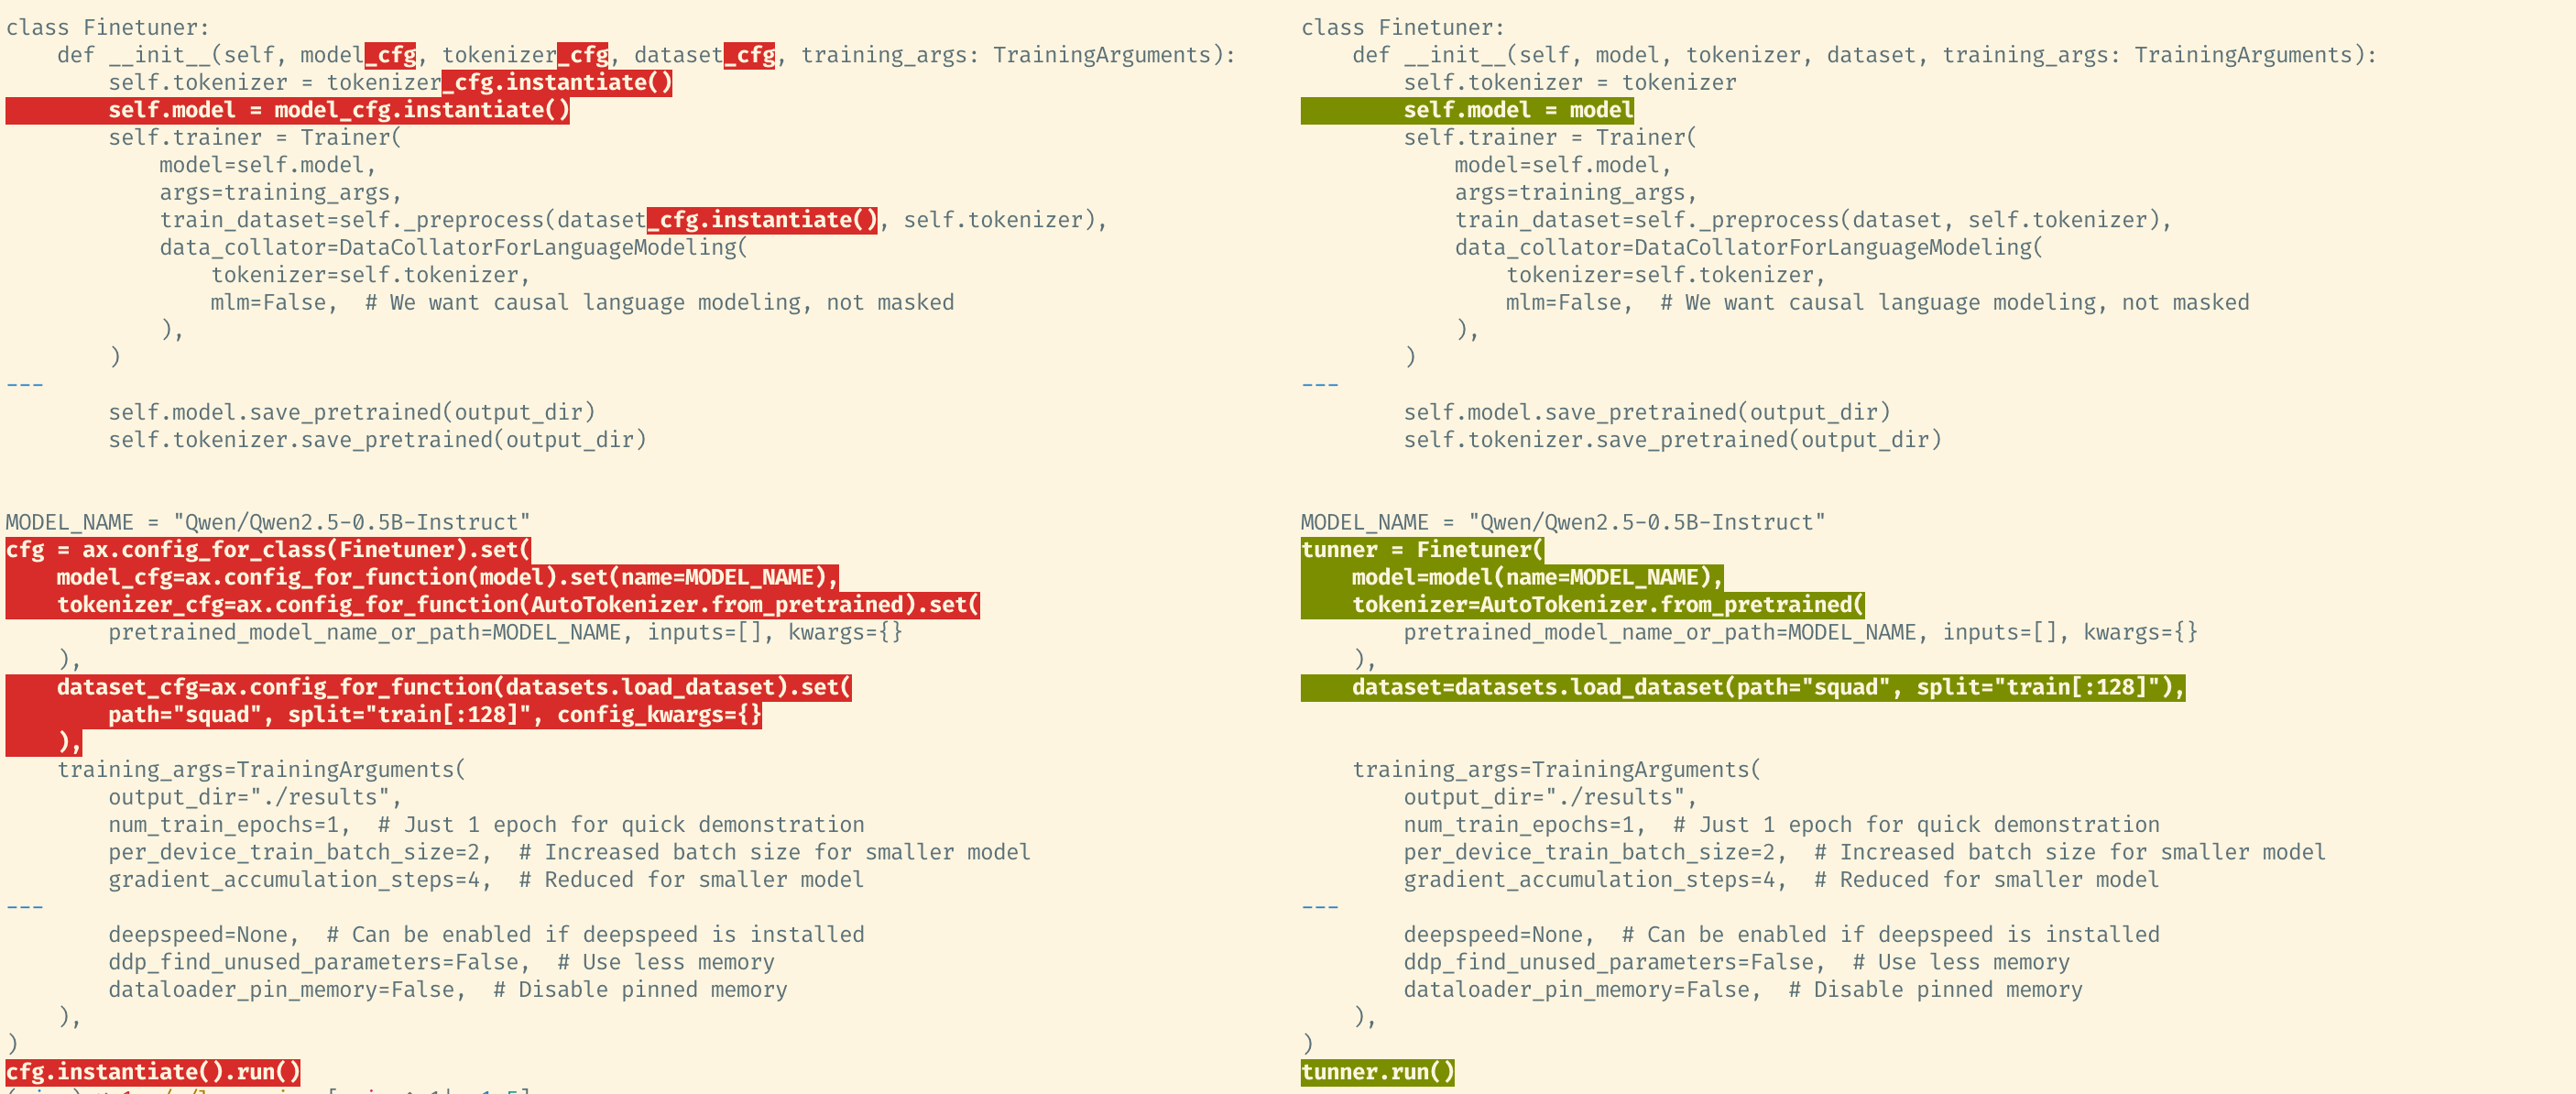 class Finetuner:
    def __init__(self, model_cfg, tokenizer_cfg, dataset_cfg, training_args: TrainingArguments):
        self.tokenizer = tokenizer_cfg.instantiate()
        self.model = model_cfg.instantiate()
        self.trainer = Trainer(
            model=self.model,
            args=training_args,
            train_dataset=self._preprocess(dataset_cfg.instantiate(), self.tokenizer),
            data_collator=DataCollatorForLanguageModeling(
                tokenizer=self.tokenizer,
                mlm=False,  # We want causal language modeling, not masked
            ),
        )
---
        self.model.save_pretrained(output_dir)
        self.tokenizer.save_pretrained(output_dir)
MODEL_NAME = "Qwen/Qwen2.5-0.5B-Instruct"
cfg = ax.config_for_class(Finetuner).set(
    model_cfg=ax.config_for_function(model).set(name=MODEL_NAME),
    tokenizer_cfg=ax.config_for_function(AutoTokenizer.from_pretrained).set(
        pretrained_model_name_or_path=MODEL_NAME, inputs=[], kwargs={}
    ),
    dataset_cfg=ax.config_for_function(datasets.load_dataset).set(
        path="squad", split="train[:128]", config_kwargs={}
    ),
    training_args=TrainingArguments(
        output_dir="./results",
        num_train_epochs=1,  # Just 1 epoch for quick demonstration
        per_device_train_batch_size=2,  # Increased batch size for smaller model
        gradient_accumulation_steps=4,  # Reduced for smaller model
---
        deepspeed=None,  # Can be enabled if deepspeed is installed
        ddp_find_unused_parameters=False,  # Use less memory
        dataloader_pin_memory=False,  # Disable pinned memory
    ),
)
cfg.instantiate().run()
class Finetuner:
    def __init__(self, model, tokenizer, dataset, training_args: TrainingArguments):
        self.tokenizer = tokenizer
        self.model = model
        self.trainer = Trainer(
            model=self.model,
            args=training_args,
            train_dataset=self._preprocess(dataset, self.tokenizer),
            data_collator=DataCollatorForLanguageModeling(
                tokenizer=self.tokenizer,
                mlm=False,  # We want causal language modeling, not masked
            ),
        )
---
        self.model.save_pretrained(output_dir)
        self.tokenizer.save_pretrained(output_dir)
MODEL_NAME = "Qwen/Qwen2.5-0.5B-Instruct"
tunner = Finetuner(
    model=model(name=MODEL_NAME),
    tokenizer=AutoTokenizer.from_pretrained(
        pretrained_model_name_or_path=MODEL_NAME, inputs=[], kwargs={}
    ),
    dataset=datasets.load_dataset(path="squad", split="train[:128]"),
    training_args=TrainingArguments(
        output_dir="./results",
        num_train_epochs=1,  # Just 1 epoch for quick demonstration
        per_device_train_batch_size=2,  # Increased batch size for smaller model
        gradient_accumulation_steps=4,  # Reduced for smaller model
---
        deepspeed=None,  # Can be enabled if deepspeed is installed
        ddp_find_unused_parameters=False,  # Use less memory
        dataloader_pin_memory=False,  # Disable pinned memory
    ),
)
tunner.run()